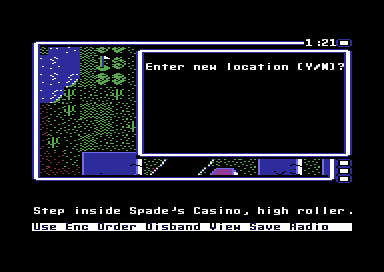 1:21
Enter new location (Y/N)?
Step inside Spade's Casino, high roller.
Use Enc Order Disband View Save Radio